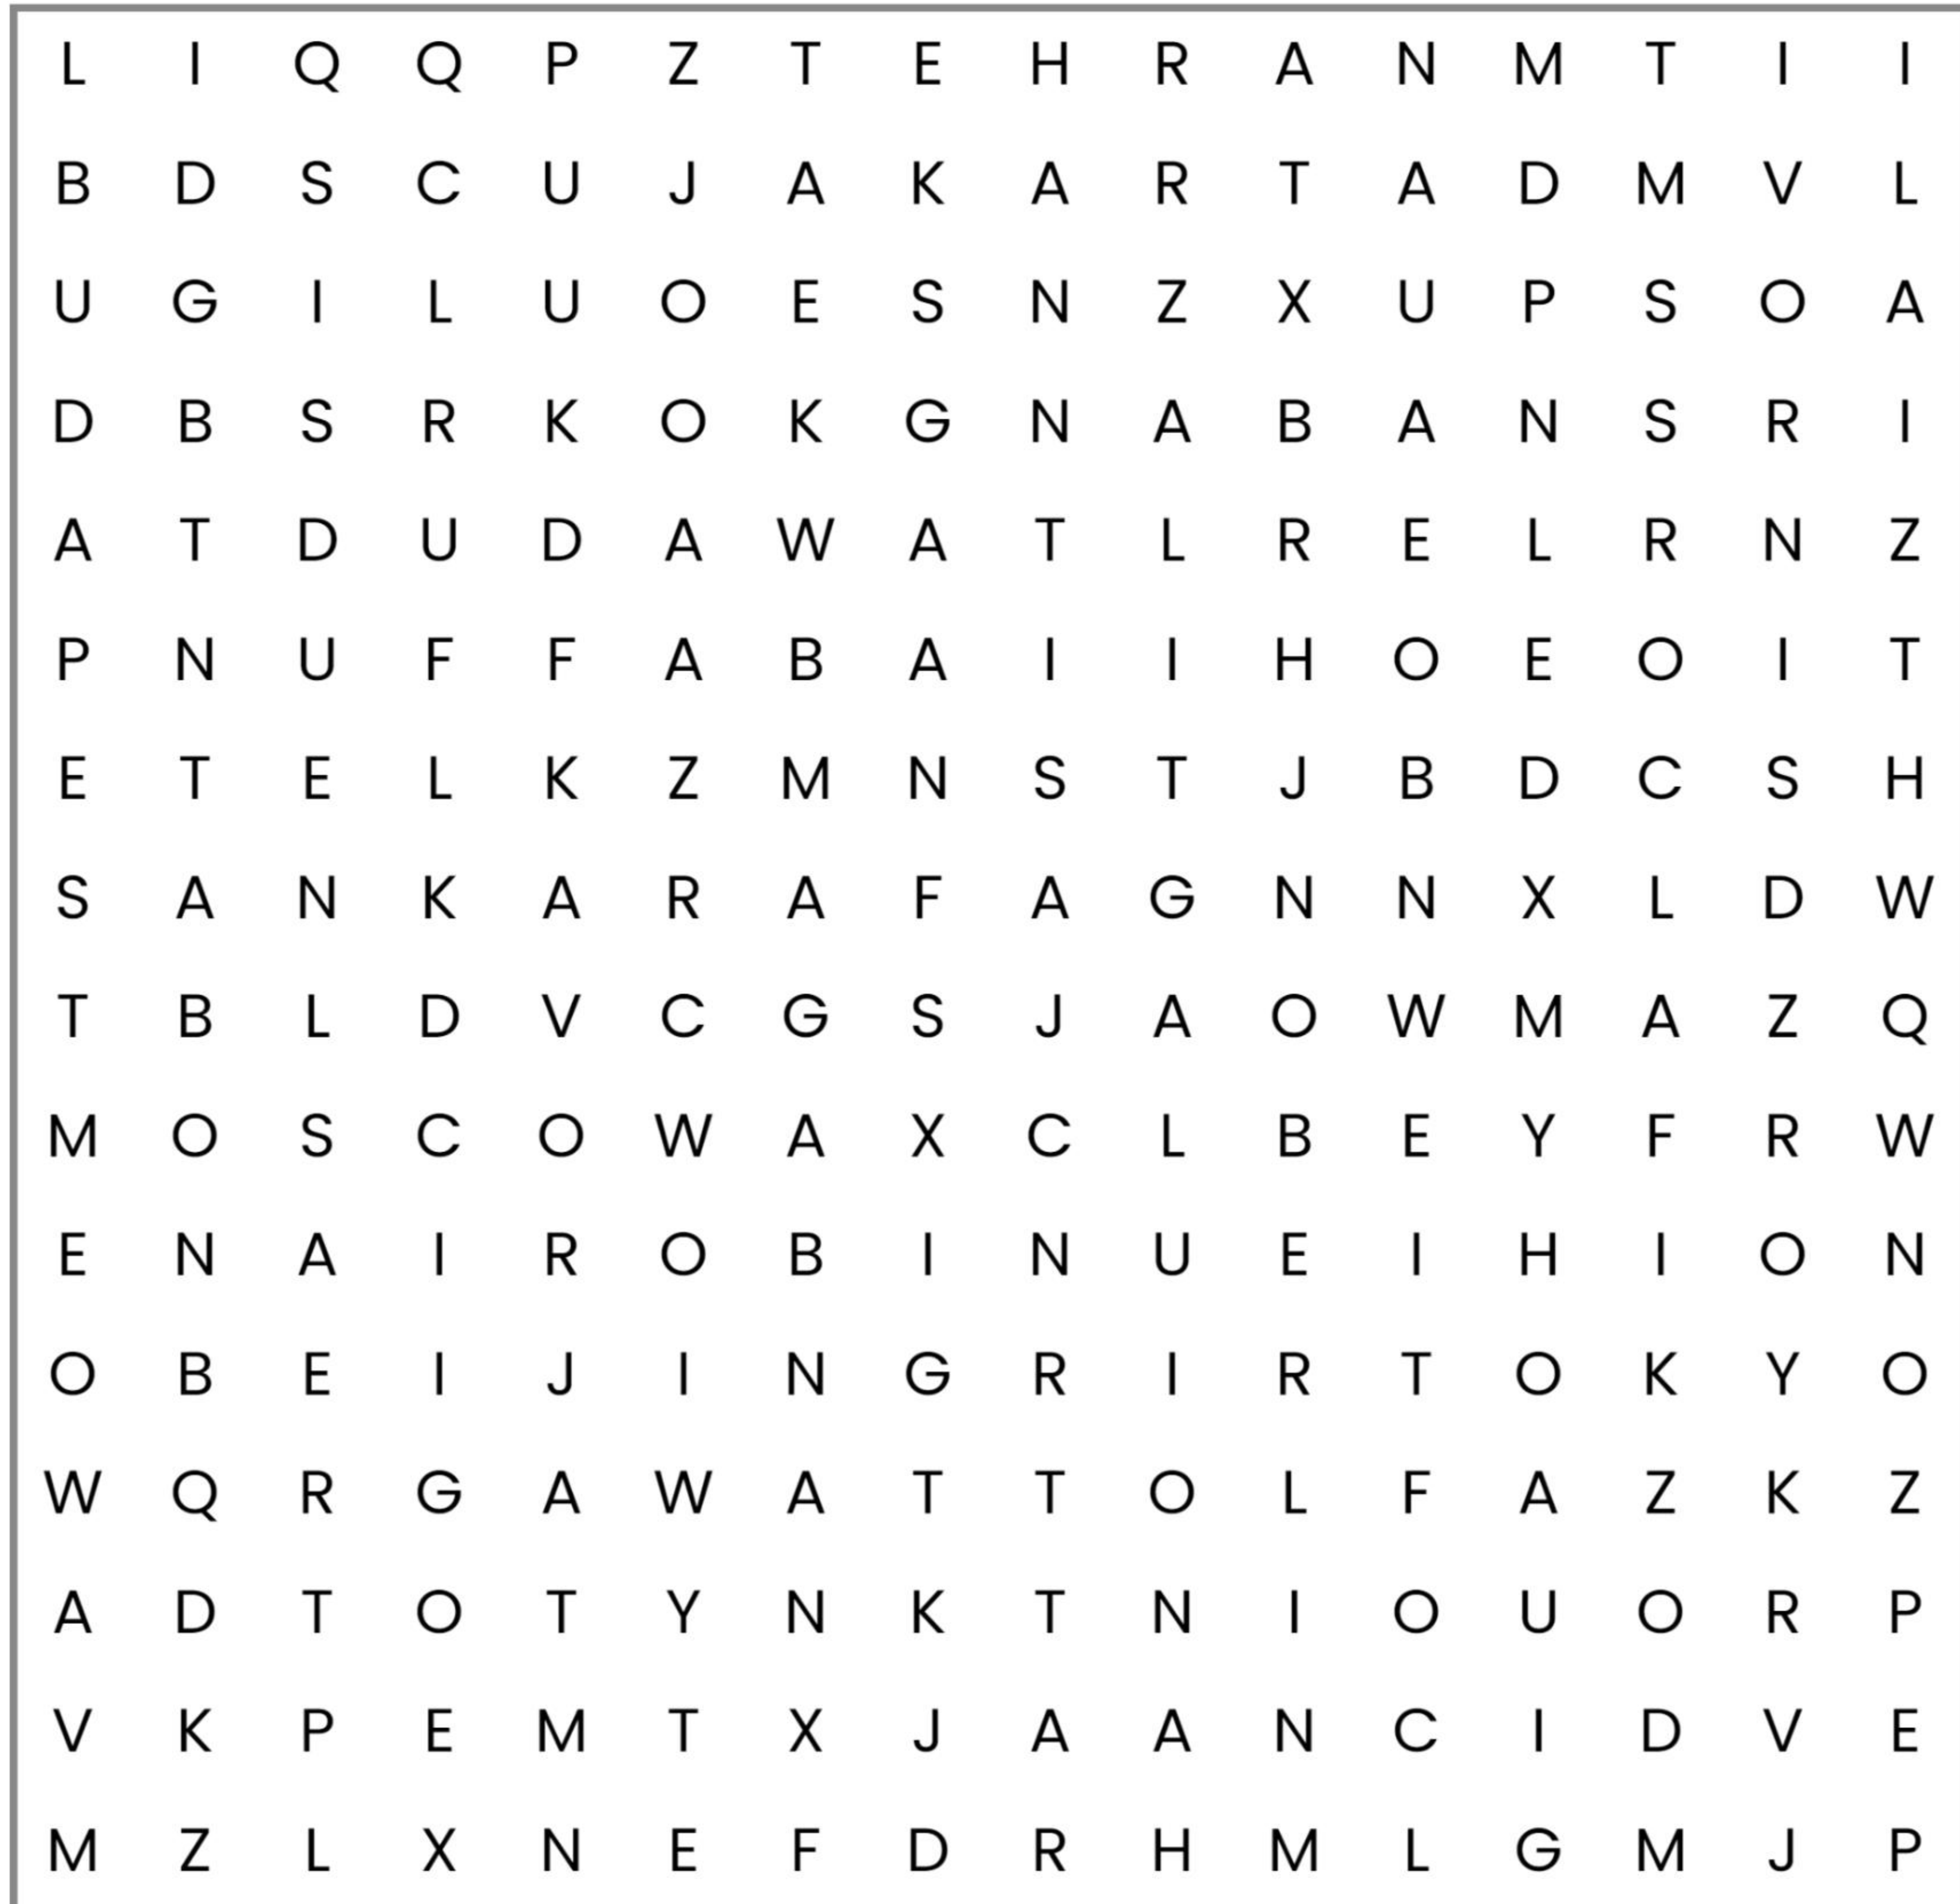 L I Q Q P Z T E H R A N M T I I
B D S C U J A K A R T A D M V L
U G I L U O E S N Z X U P S O A
D B S R K O K G N A B A N S R I
A T D U D A W A T L R E L R N Z
P N U F F A B A I I H O E O I T
E T E L K Z M N S T J B D C S H
S A N K A R A F A G N N X L D W
T B L D V C G S J A O W M A Z Q
M O S C O W A X C L B E Y F R W
E N A I R O B I N U E I H I O N
O B E I J I N G R I R T O K Y O
W Q R G A W A T T O L F A Z K Z
A D T O T Y N K T N I O U O R P
V K P E M T X J A A N C I D V E
M Z L X N E F D R H M L G M J P